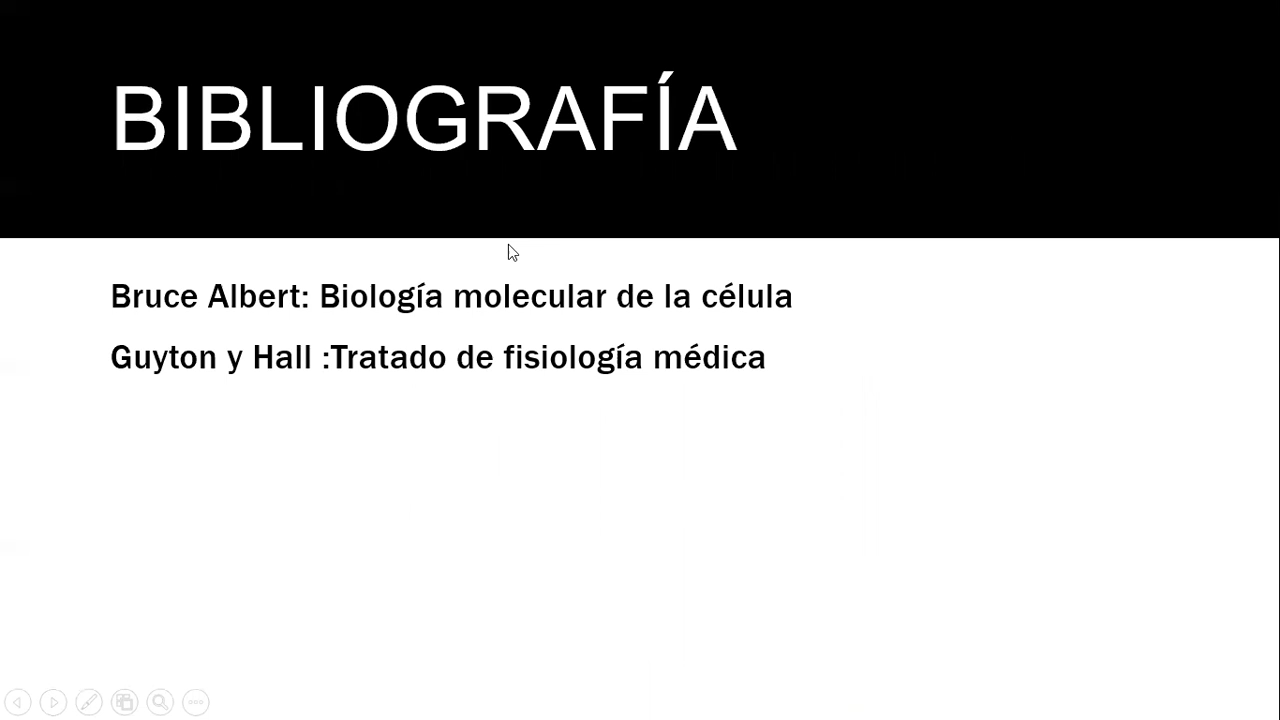 BIBLIOGRAFÍA
Bruce Albert: Biología molecular de la célula
Guyton y Hall :Tratado de fisiología médica